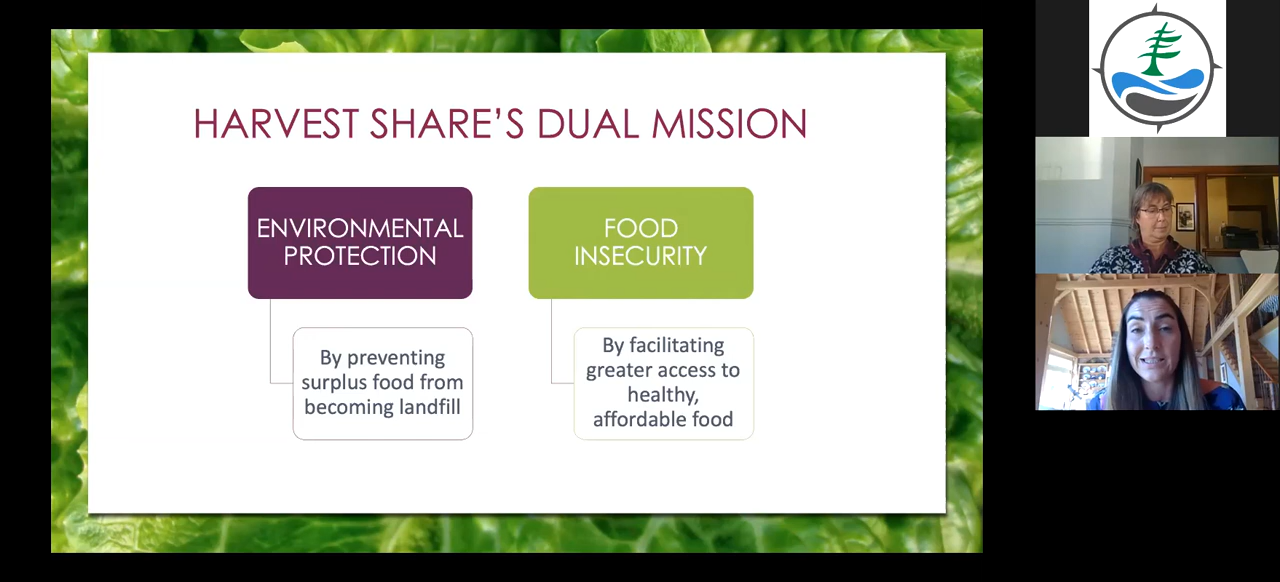 HARVEST SHARE’S DUAL MISSION
ENVIRONMENTAL
PROTECTION
By preventing
surplus food from
becoming landfill
FOOD
INSECURITY
By facilitating
greater access to
healthy,
affordable food